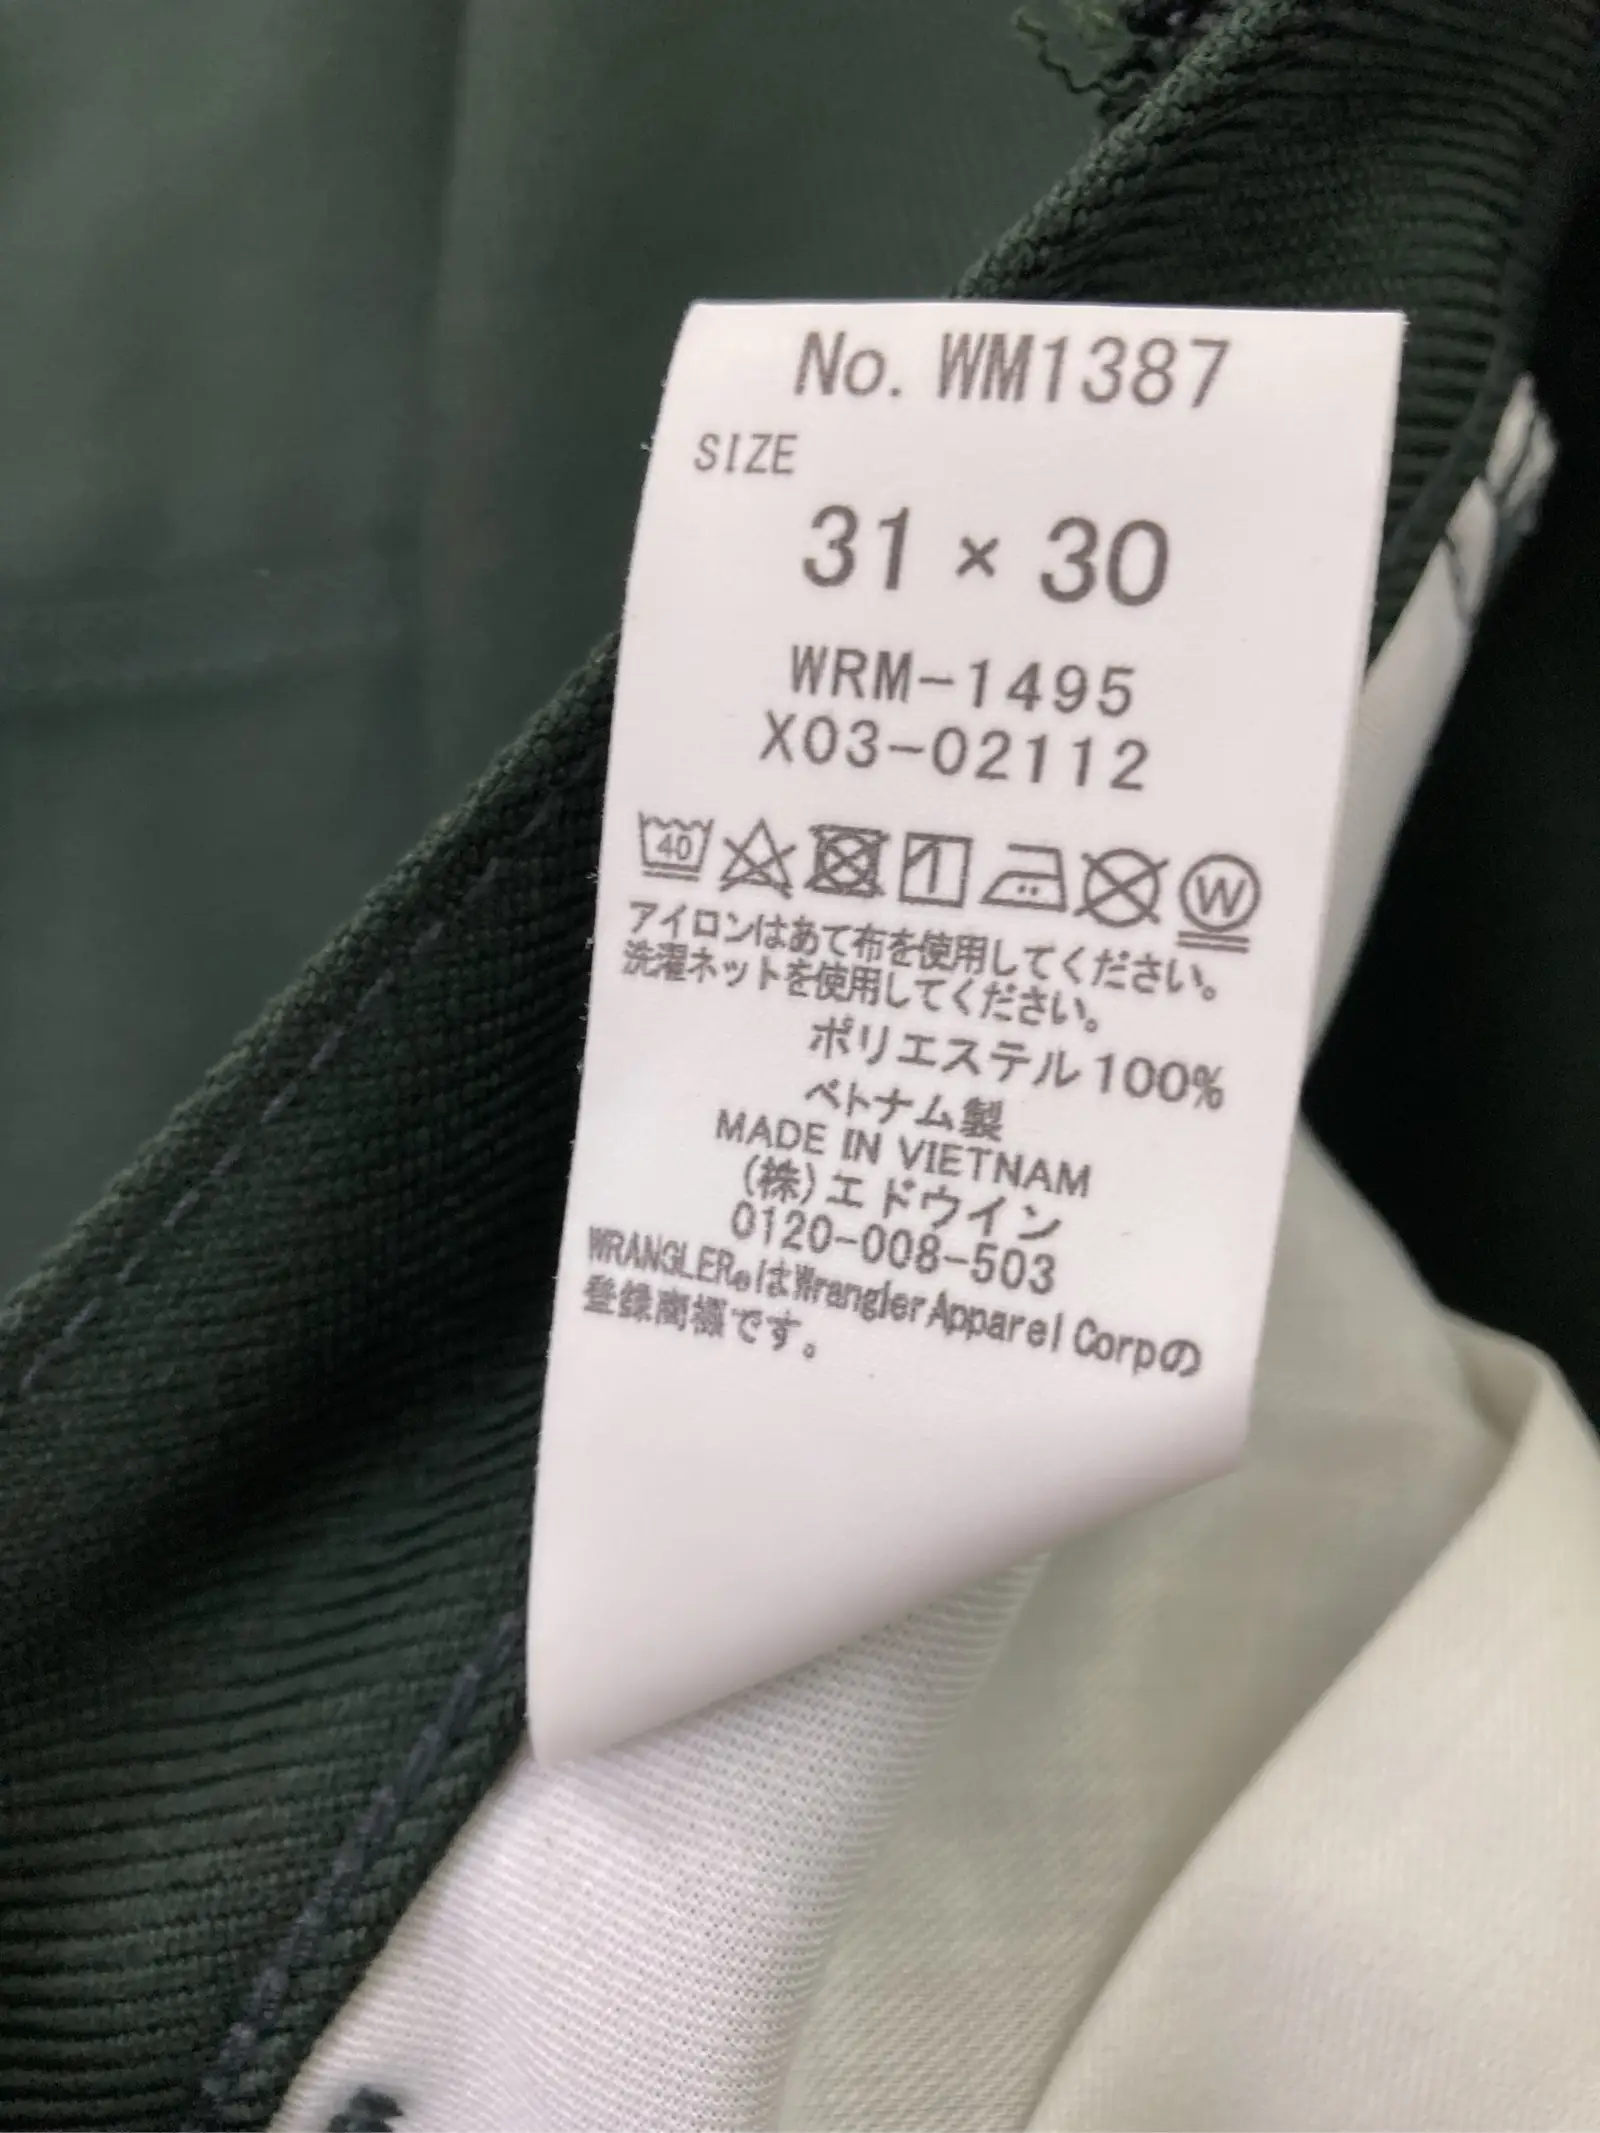 No. WM1387
SIZE
31 × 30
WRM-1495
X03-02112
40
W
アイロンはあて布を使用してください。
洗濯ネットを使用してください。
ポリエステル100%
ベトナム製
MADE IN VIETNAM
(株)エドウイン
0120-008-503
WRANGLER®はWrangler Apparel Corpの
登録商標です。